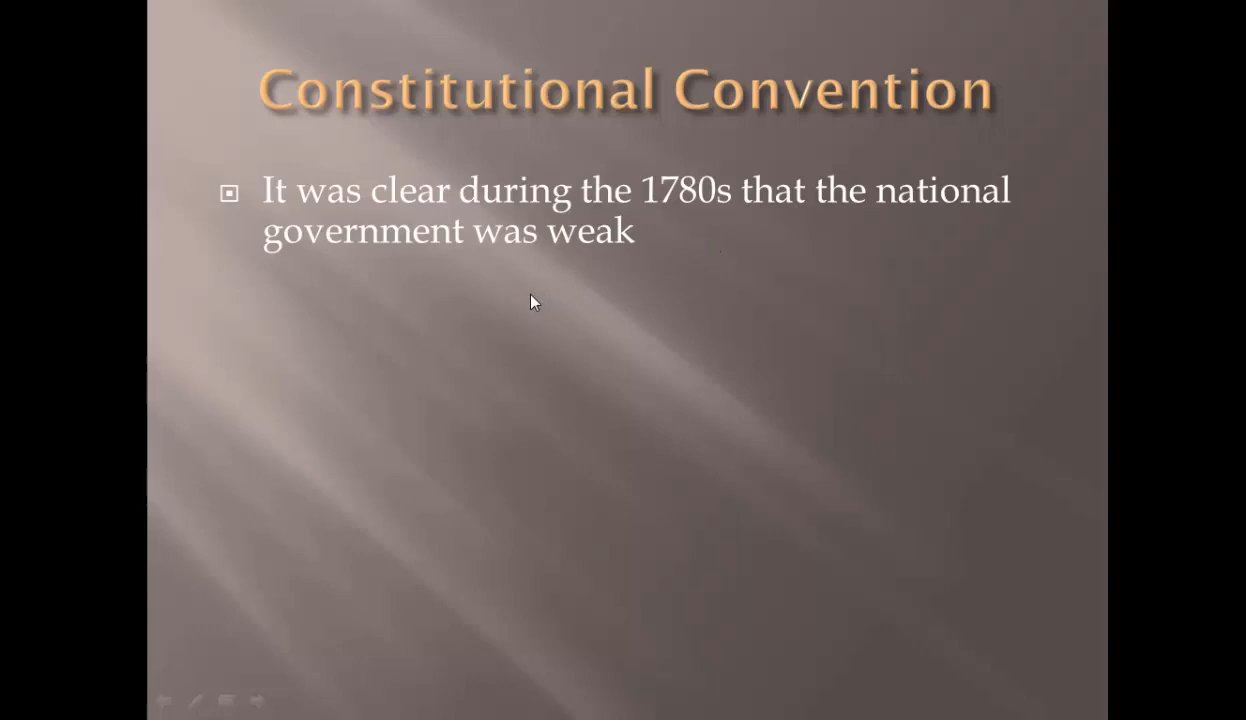 Constitutional Convention
It was clear during the 1780s that the national
government was weak